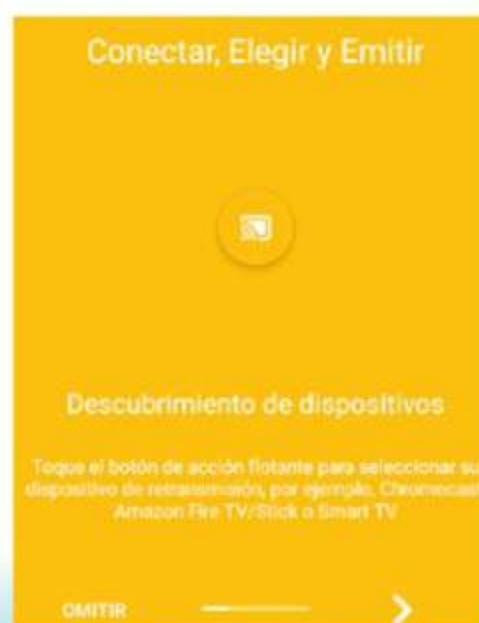 Conectar, Elegir y Emitir
Descubrimiento de dispositivos
Toque el botón de acción flotante para seleccionar su
dispositivo de retransmisión, por ejemplo, Chromecast
Amazon Fire TV/Stick o Smart TV
OMITIR